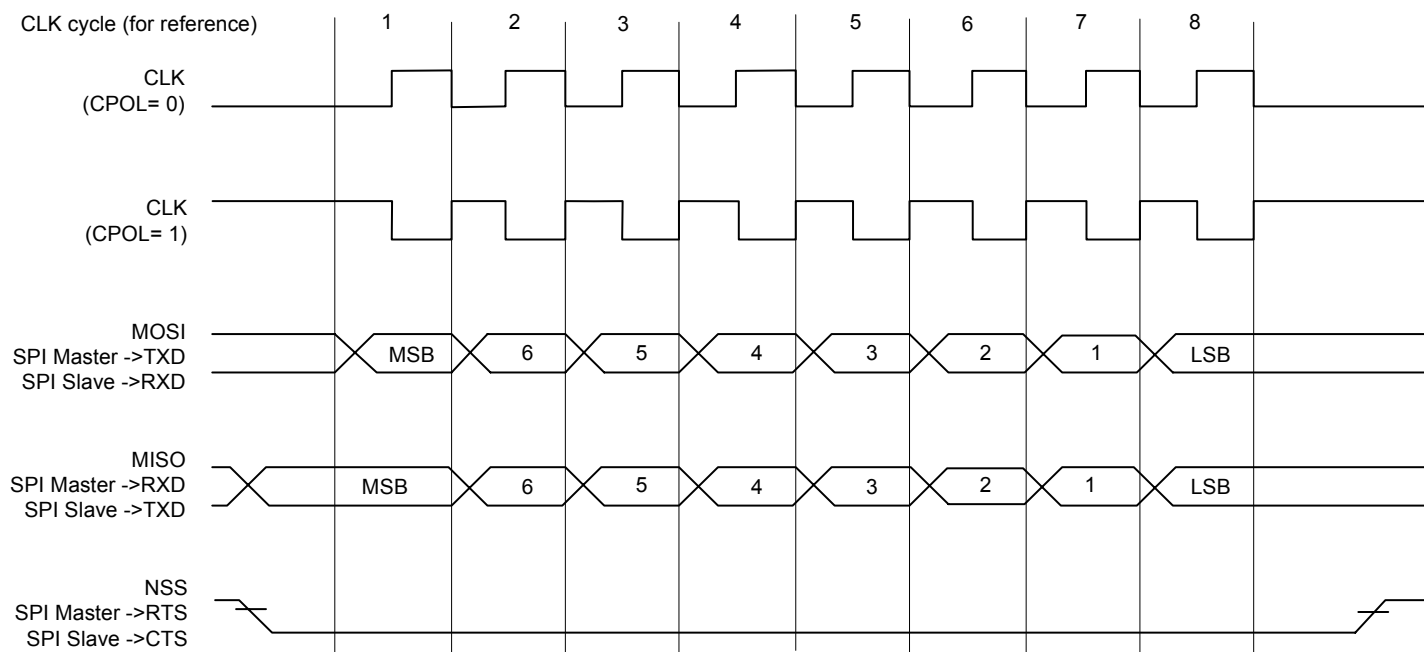 CLK cycle (for reference) 1 2 3 4 5 6 7 8
CLK
(CPOL= 0)
CLK
(CPOL= 1)
MOSI
SPI Master ->TXD
SPI Slave ->RXD
MSB 6 5 4 3 2 1 LSB
MISO
SPI Master ->RXD
SPI Slave ->TXD
MSB 6 5 4 3 2 1 LSB
NSS
SPI Master ->RTS
SPI Slave ->CTS